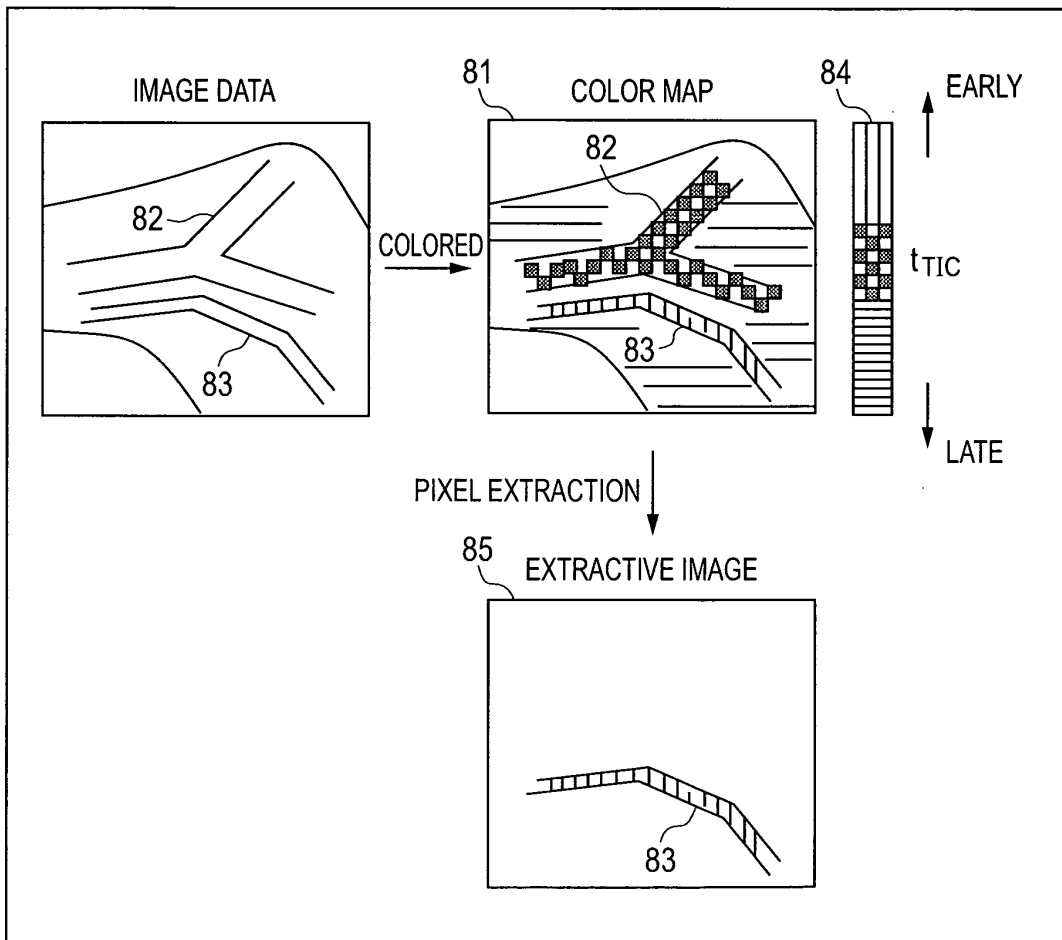 IMAGE DATA
82
83
COLORED
81
COLOR MAP
82
83
84
EARLY
tTIC
LATE
PIXEL EXTRACTION
85
EXTRACTIVE IMAGE
83